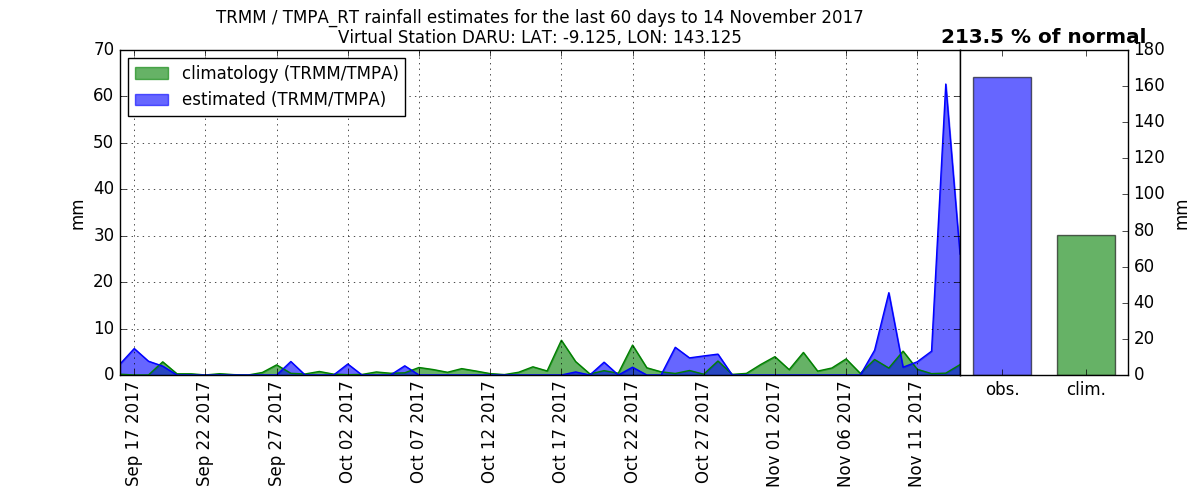 TRMM / TMPA_RT rainfall estimates for the last 60 days to 14 November 2017
Virtual Station DARU: LAT: -9.125, LON: 143.125
213.5 % of normal
climatology (TRMM/TMPA)
estimated (TRMM/TMPA)
mm
70
60
50
40
30
20
10
0
Sep 17 2017
Sep 22 2017
Sep 27 2017
Oct 02 2017
Oct 07 2017
Oct 12 2017
Oct 17 2017
Oct 22 2017
Oct 27 2017
Nov 01 2017
Nov 06 2017
Nov 11 2017
180
160
140
120
100
80
60
40
20
0
mm
obs.
clim.